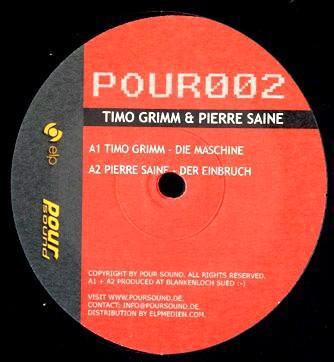 POUR002
TIMO GRIMM & PIERRE SAINE
A1 TIMO GRIMM - DIE MASCHINE
A2 PIERRE SAINE - DER EINBRUCH
elp
pour
sound
COPYRIGHT BY POUR SOUND. ALL RIGHTS RESERVED.
A1 + A2 PRODUCED AT BLANKENLOCH SUED :-)
VISIT WWW.POURSOUND.DE.
CONTACT: INFO@POURSOUND.DE.
DISTRIBUTION BY ELPMEDIEN.COM.